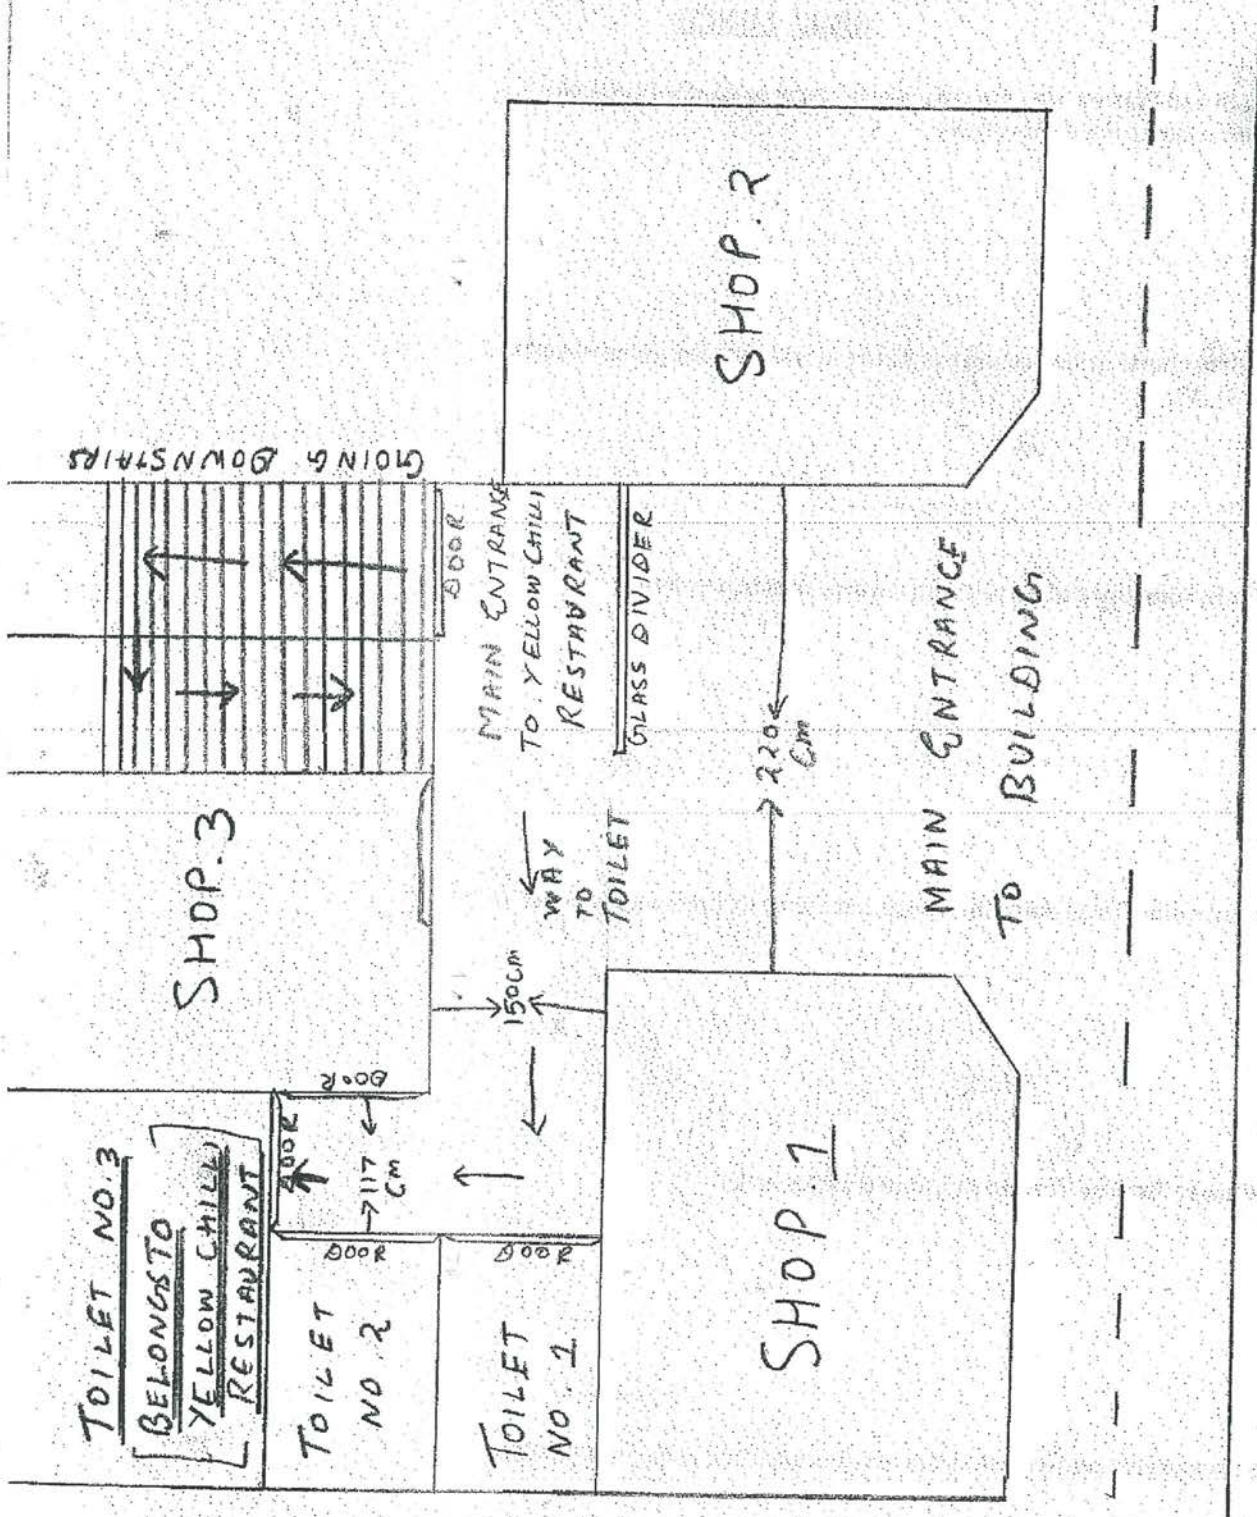 TOILET NO.3
[BELONGS TO
YELLOW CHILLI
RESTAURANT]
DOOR
TOILET
NO.2
DOOR
117
CM
DOOR
TOILET
NO.1
DOOR
SHOP.3
GOING DOWNSTAIRS
DOOR
MAIN ENTRANCE
TO YELLOW CHILLI
RESTAURANT
GLASS DIVIDER
150CM
WAY
TO
TOILET
220
Cm
SHOP.1
SHOP.2
MAIN ENTRANCE
TO BUILDING